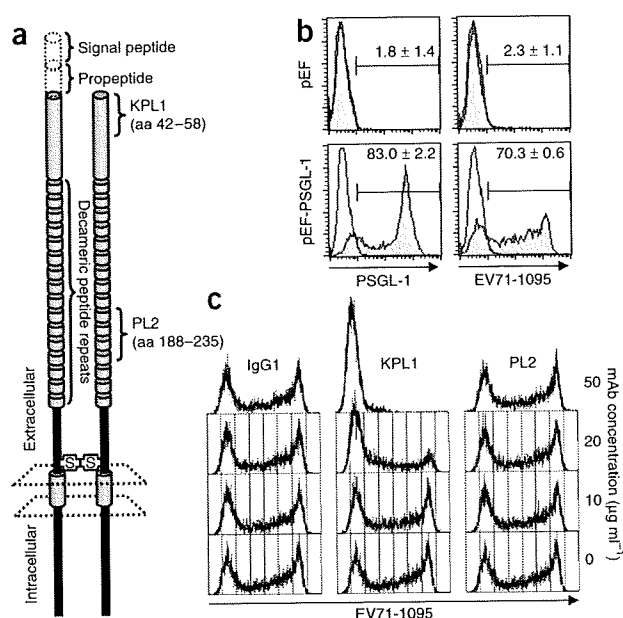 a
Signal peptide
Propeptide
KPL1
(aa 42–58)
Decameric peptide repeats
PL2
(aa 188–235)
Extracellular
S S
Intracellular
b
pEF
1.8 ± 1.4
2.3 ± 1.1
pEF-PSGL-1
83.0 ± 2.2
70.3 ± 0.6
PSGL-1
EV71-1095
c
IgG1
KPL1
PL2
50
20
10
0
mAb concentration (μg ml⁻¹)
EV71-1095